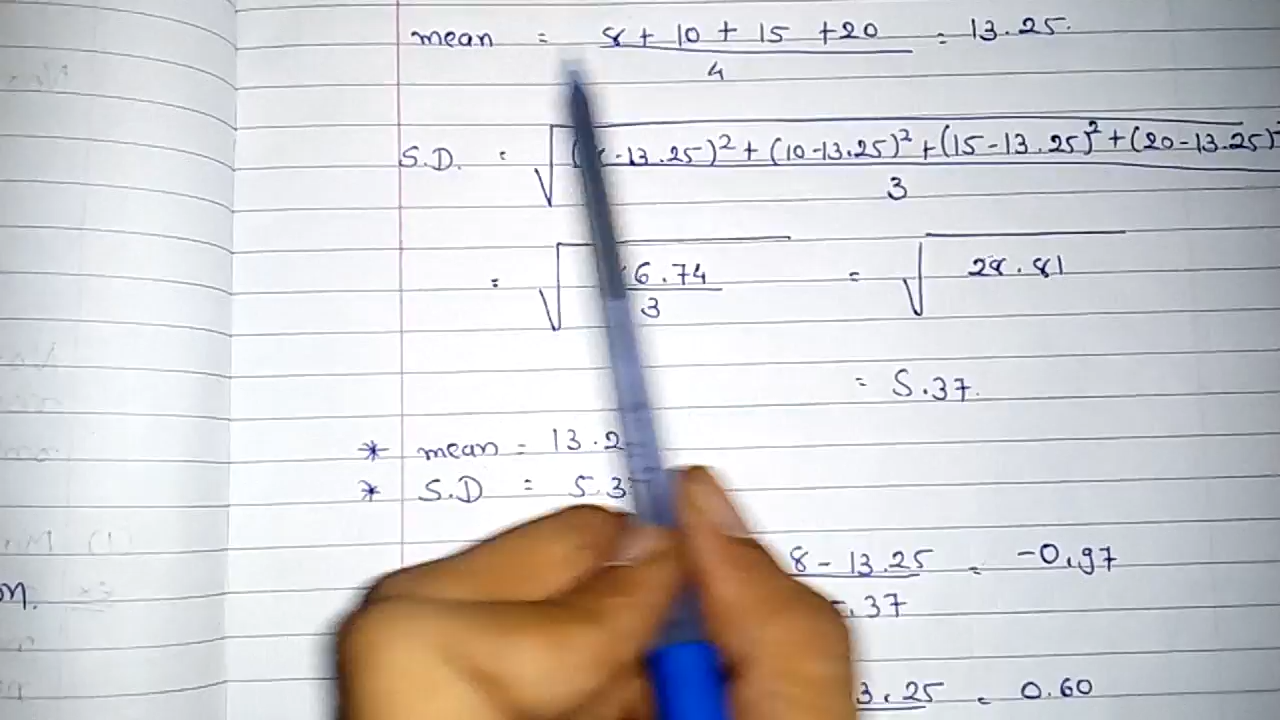 mean = 8 + 10 + 15 + 20 / 4 = 13.25.
S.D. = √ -13.25)² + (10-13.25)² + (15-13.25)² + (20-13.25)² / 3
= √ 6.74 / 3 = √ 28.81
= 5.37.
* mean = 13.2
* S.D = 5.3
8 - 13.25 / .37 = -0.97
3.25 = 0.60